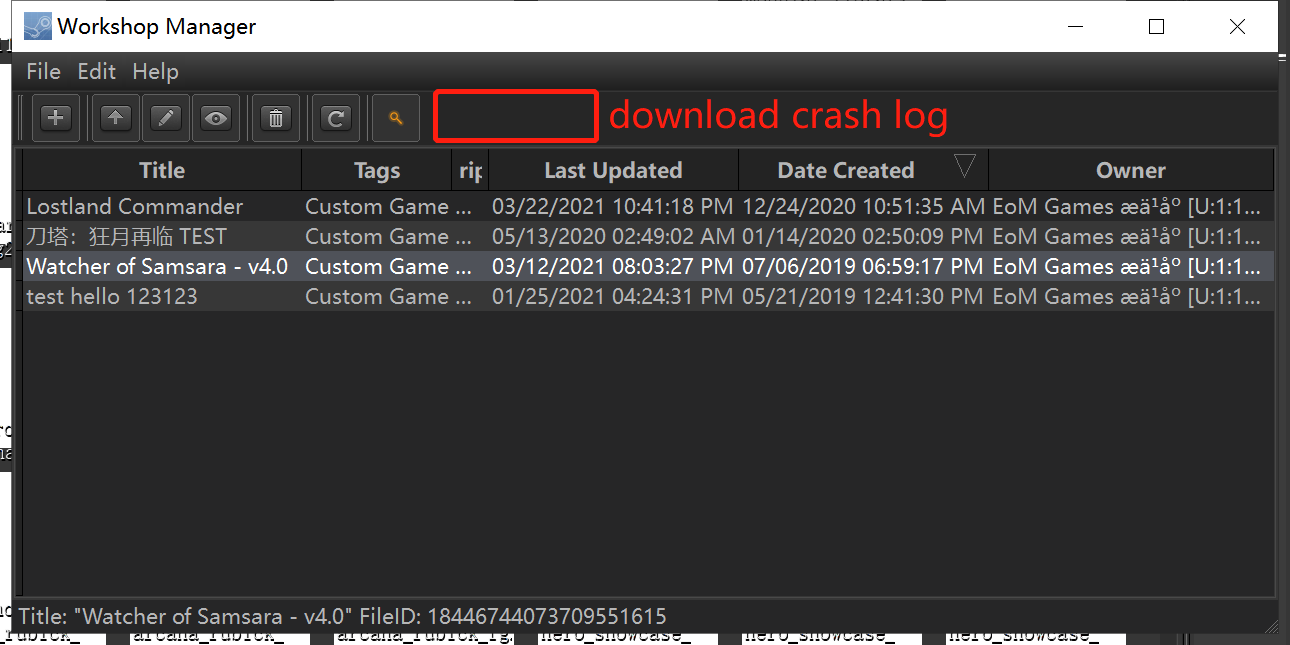 Workshop Manager
File Edit Help
download crash log
Title Tags rip Last Updated Date Created Owner
Lostland Commander Custom Game ... 03/22/2021 10:41:18 PM 12/24/2020 10:51:35 AM EoM Games æä¹åº [U:1:1...
刀塔：狂月再临 TEST Custom Game ... 05/13/2020 02:49:02 AM 01/14/2020 02:50:09 PM EoM Games æä¹åº [U:1:1...
Watcher of Samsara - v4.0 Custom Game ... 03/12/2021 08:03:27 PM 07/06/2019 06:59:17 PM EoM Games æä¹åº [U:1:1...
test hello 123123 Custom Game ... 01/25/2021 04:24:31 PM 05/21/2019 12:41:30 PM EoM Games æä¹åº [U:1:1...
Title: "Watcher of Samsara - v4.0" FileID: 18446744073709551615
rubick_ arcana_rubick_ arcana_rubick_rg. hero_showcase_ hero_showcase_ hero_showcase_